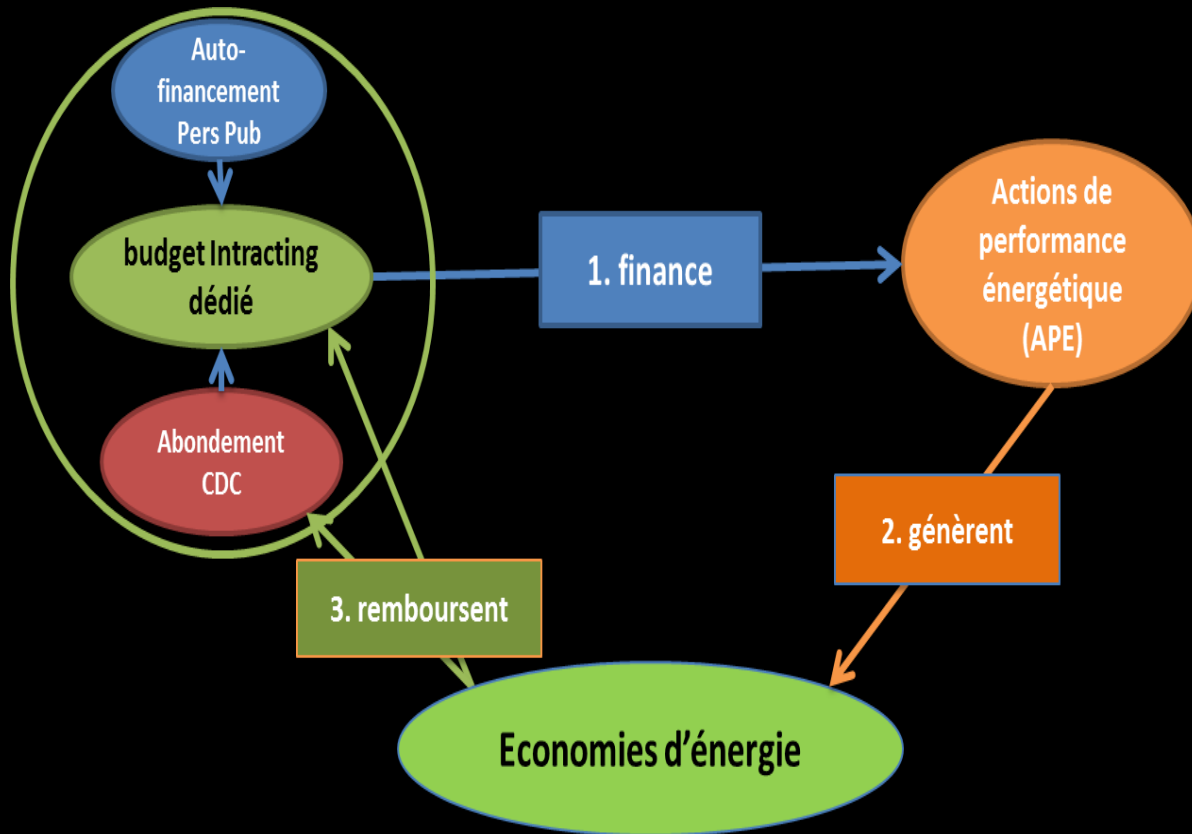 Auto-
financement
Pers Pub
budget Intracting
dédié
Abondement
CDC
1. finance
Actions de
performance
énergétique
(APE)
2. génèrent
3. remboursent
Economies d’énergie